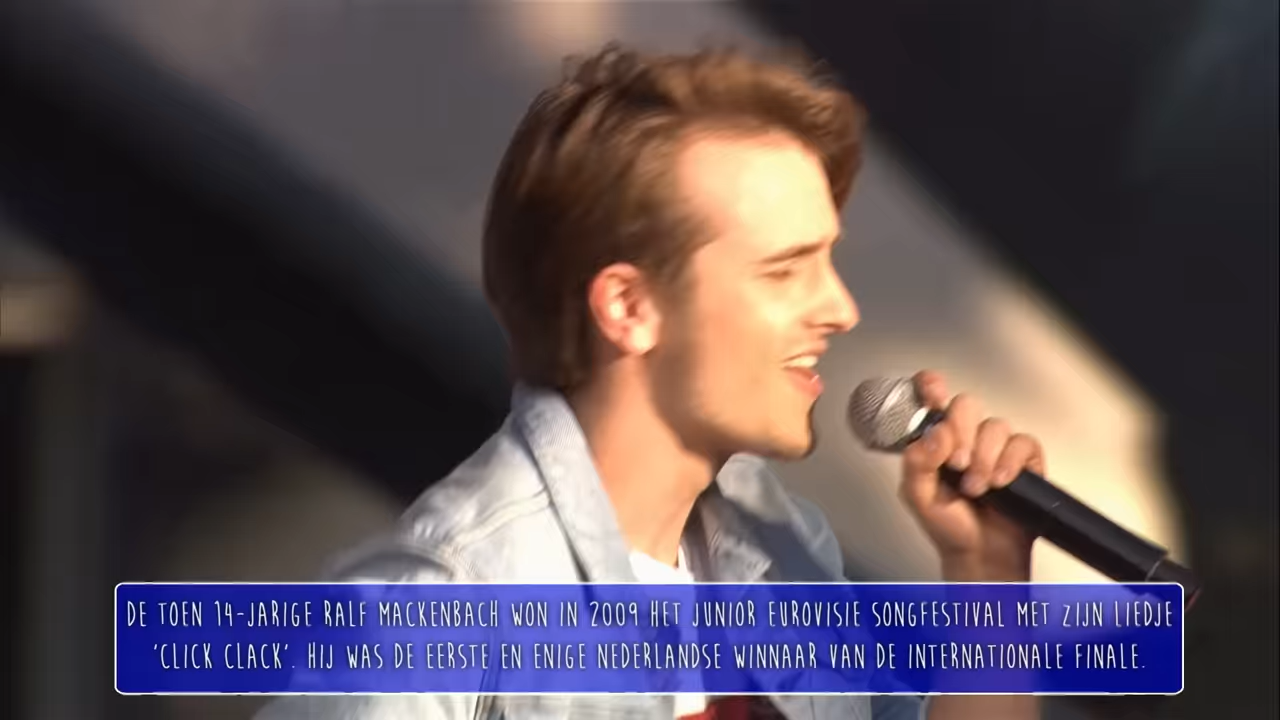 DE TOEN 14-JARIGE RALF MACKENBACH WON IN 2009 HET JUNIOR EUROVISIE SONGFESTIVAL MET ZIJN LIEDJE
'CLICK CLACK'. HIJ WAS DE EERSTE EN ENIGE NEDERLANDSE WINNAAR VAN DE INTERNATIONALE FINALE.